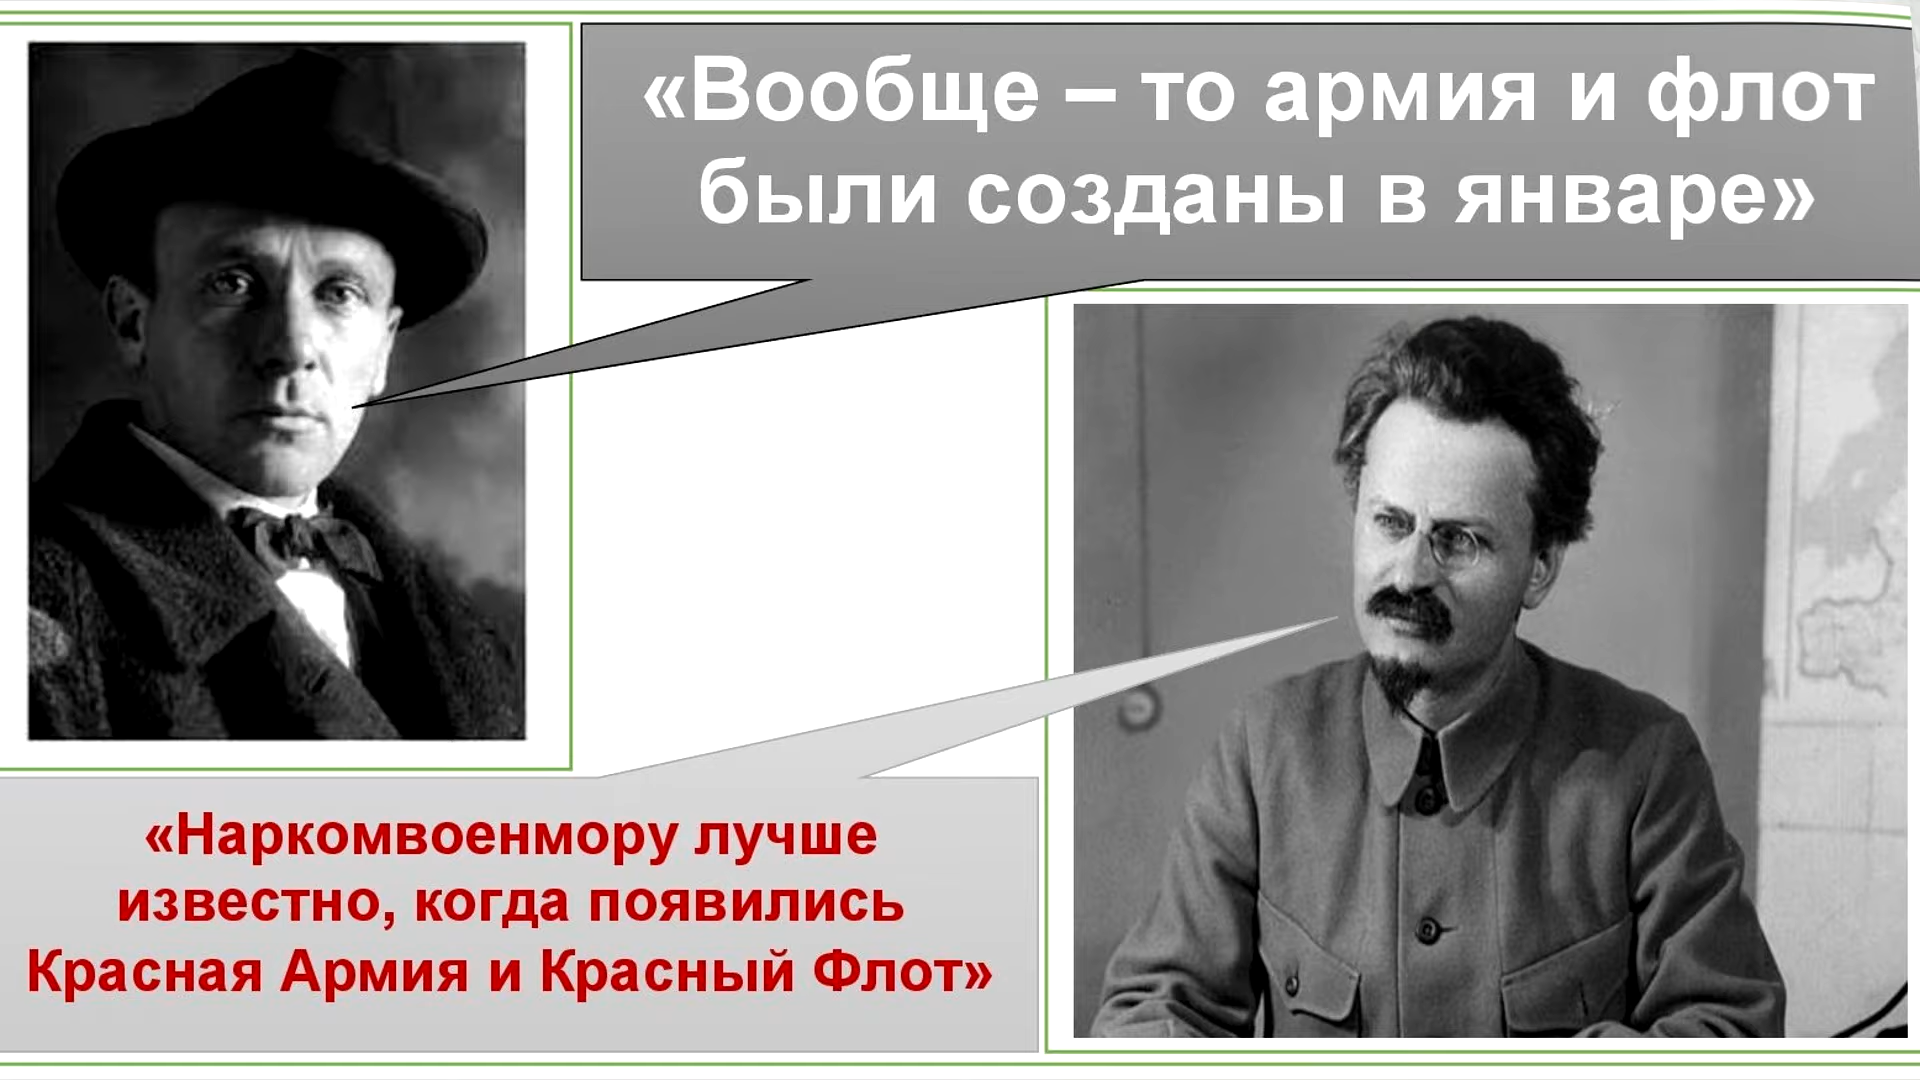 «Вообще – то армия и флот
были созданы в январе»
«Наркомвоенмору лучше
известно, когда появились
Красная Армия и Красный Флот»